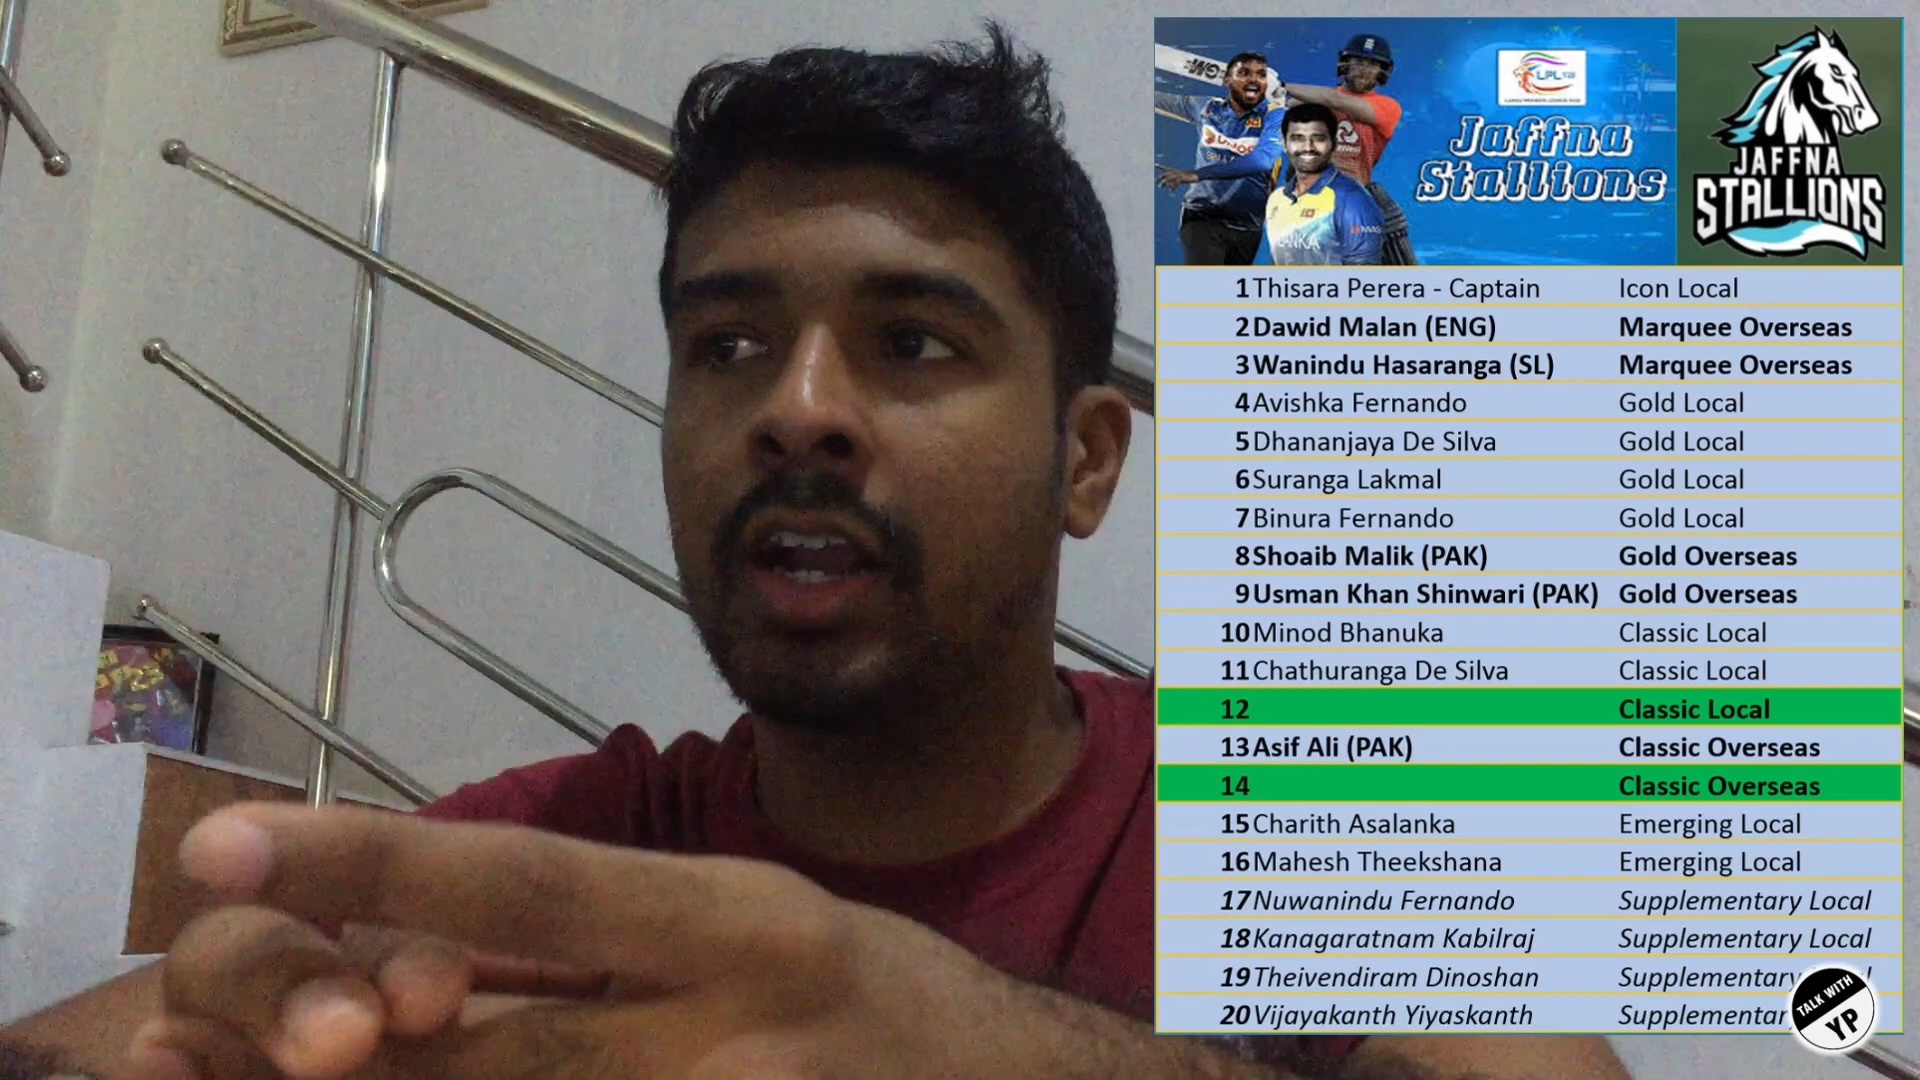 LPL T20
Jaffna
Stallions
JAFFNA
STALLIONS
1 Thisara Perera - Captain Icon Local
2 Dawid Malan (ENG) Marquee Overseas
3 Wanindu Hasaranga (SL) Marquee Overseas
4 Avishka Fernando Gold Local
5 Dhananjaya De Silva Gold Local
6 Suranga Lakmal Gold Local
7 Binura Fernando Gold Local
8 Shoaib Malik (PAK) Gold Overseas
9 Usman Khan Shinwari (PAK) Gold Overseas
10 Minod Bhanuka Classic Local
11 Chathuranga De Silva Classic Local
12 Classic Local
13 Asif Ali (PAK) Classic Overseas
14 Classic Overseas
15 Charith Asalanka Emerging Local
16 Mahesh Theekshana Emerging Local
17 Nuwanindu Fernando Supplementary Local
18 Kanagaratnam Kabilraj Supplementary Local
19 Theivendiram Dinoshan Supplementary
20 Vijayakanth Yiyaskanth Supplementar
TALK WITH
YP